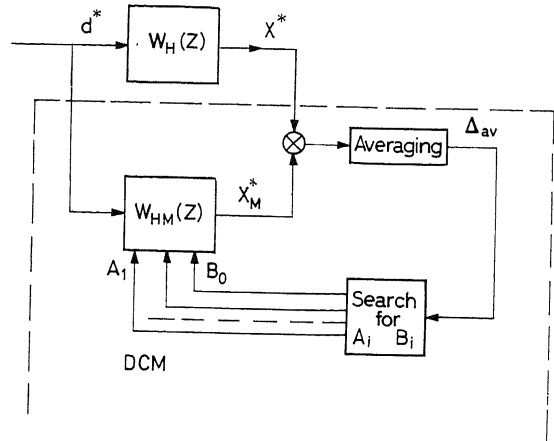 d*
W_H(Z)
X*
Δ_av
Averaging
W_HM(Z)
X*_M
A_1
B_0
Search
for
A_i B_i
DCM